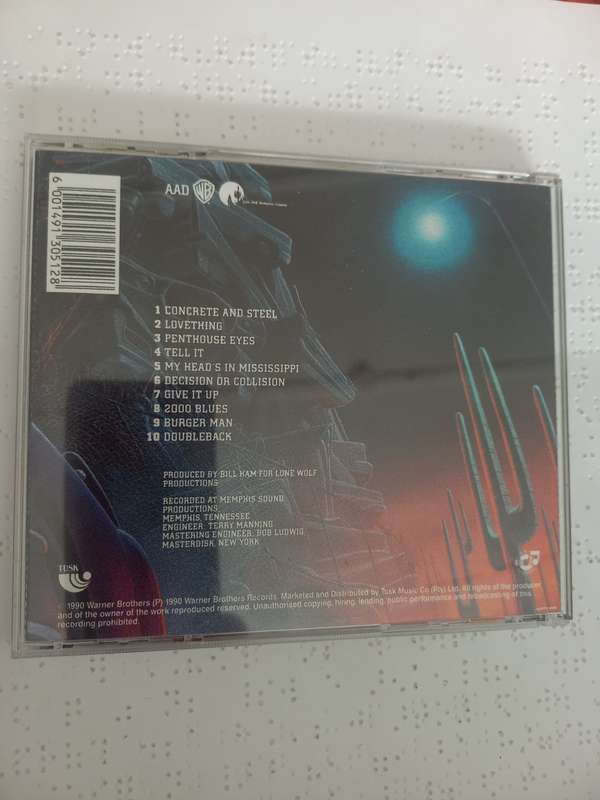 6 001491 305128
AAD
WB
1 CONCRETE AND STEEL
2 LOVETHING
3 PENTHOUSE EYES
4 TELL IT
5 MY HEAD'S IN MISSISSIPPI
6 DECISION OR COLLISION
7 GIVE IT UP
8 2000 BLUES
9 BURGER MAN
10 DOUBLEBACK
PRODUCED BY BILL HAM FOR LONE WOLF
PRODUCTIONS
RECORDED AT MEMPHIS SOUND
PRODUCTIONS,
MEMPHIS, TENNESSEE
ENGINEER: TERRY MANNING
MASTERING ENGINEER: BOB LUDWIG,
MASTERDISK, NEW YORK
TUSK
© 1990 Warner Brothers (P) 1990 Warner Brothers Records. Marketed and Distributed by Tusk Music Co (Pty) Ltd. All rights of the producer
and of the owner of the work reproduced reserved. Unauthorised copying, hiring, lending, public performance and broadcasting of this
recording prohibited.